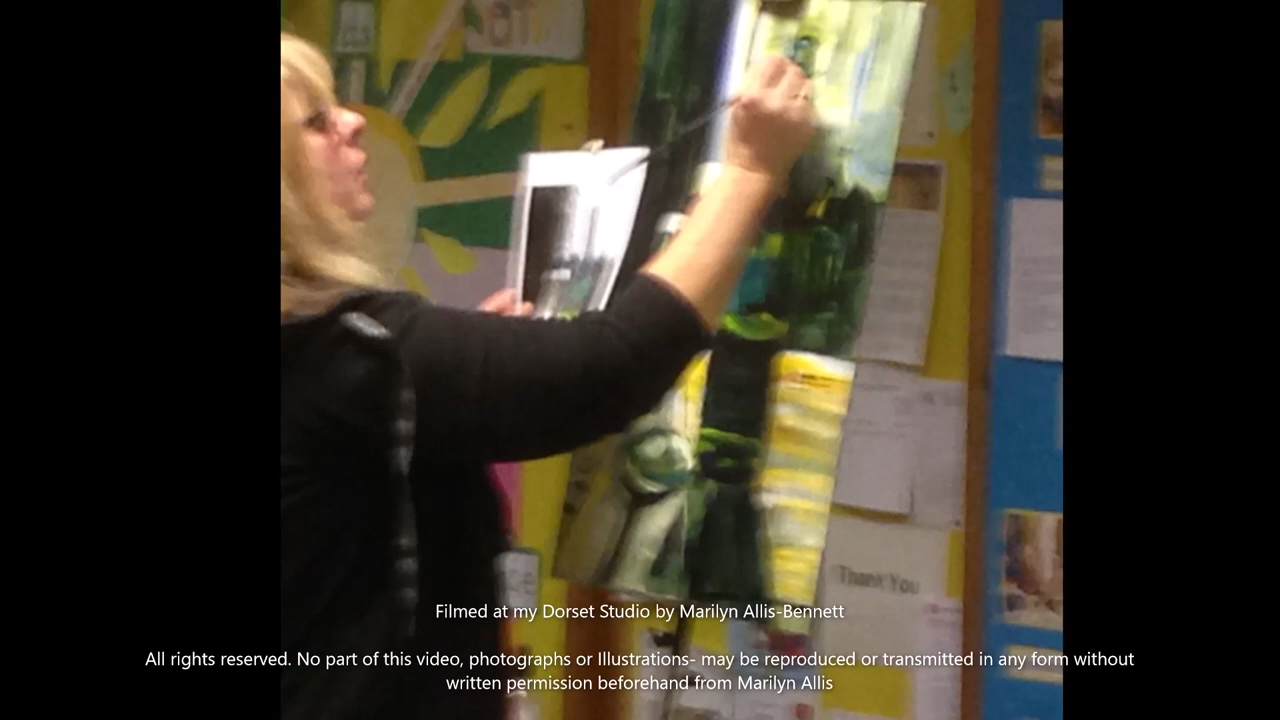 Thank You
Filmed at my Dorset Studio by Marilyn Allis-Bennett
All rights reserved. No part of this video, photographs or Illustrations- may be reproduced or transmitted in any form without
written permission beforehand from Marilyn Allis